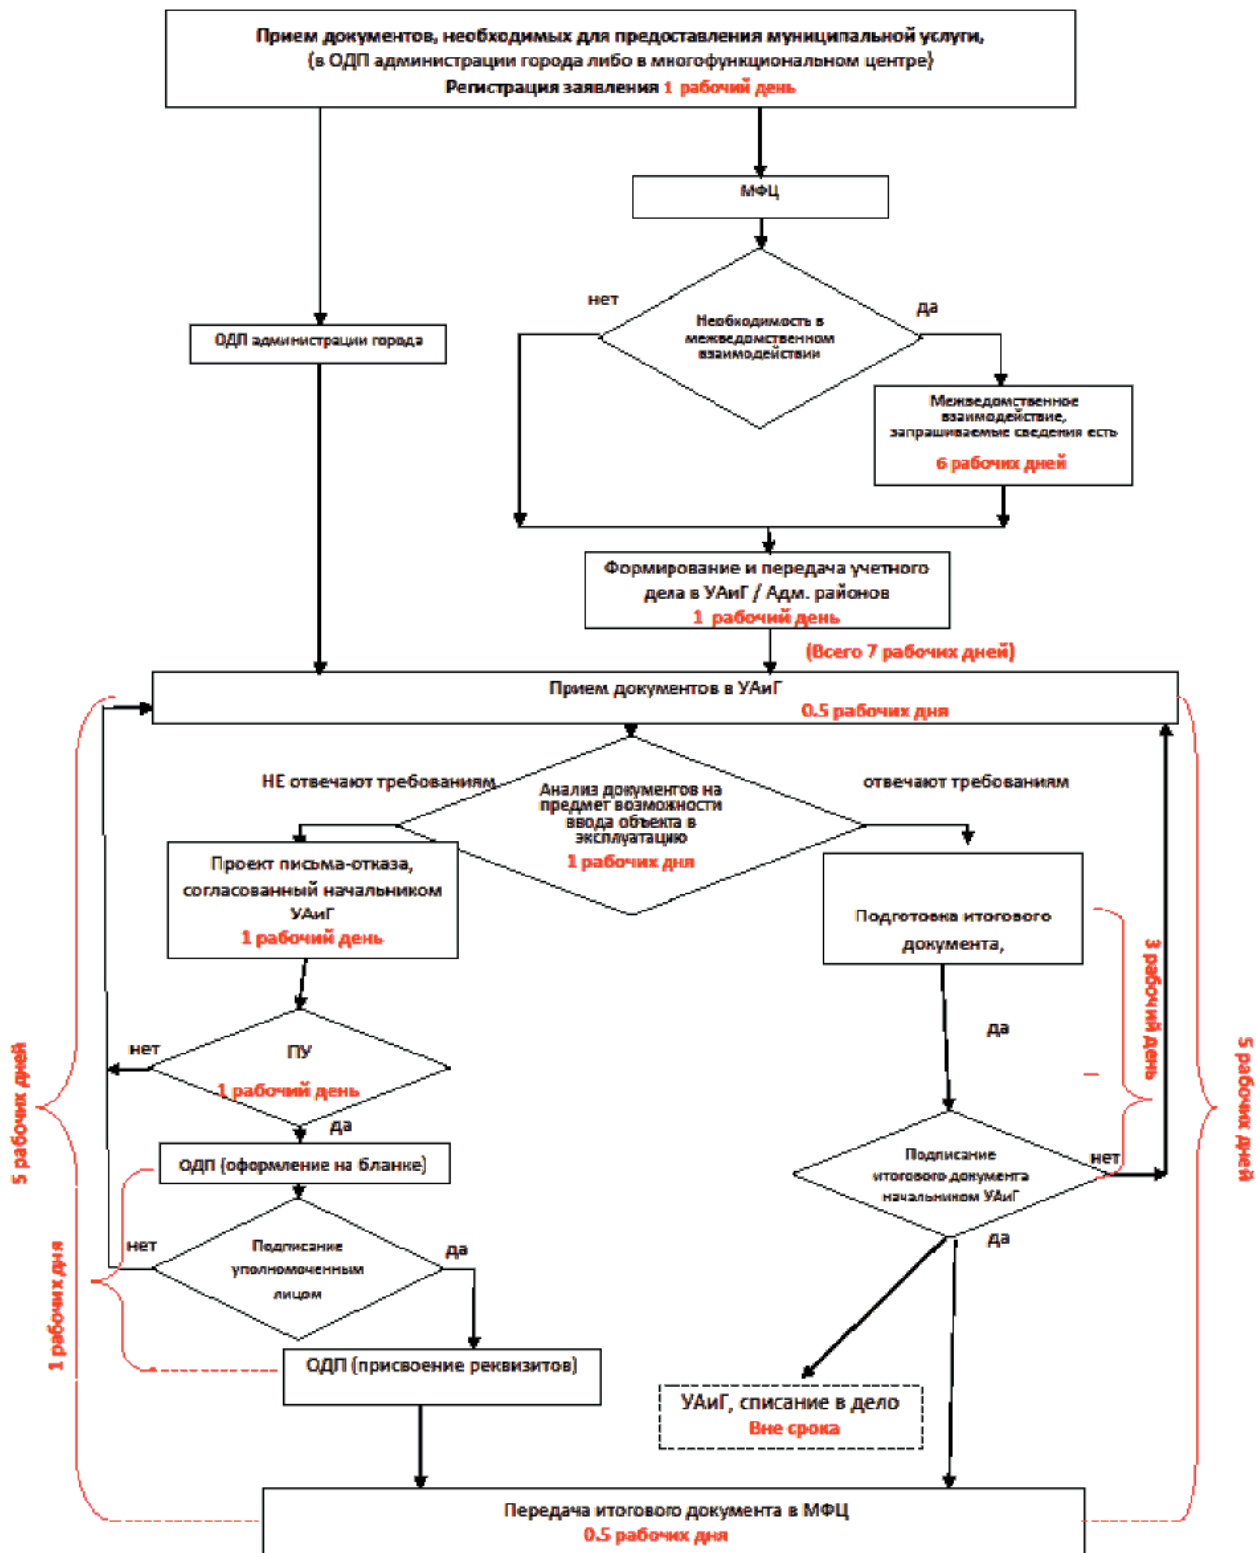 Прием документов, необходимых для предоставления муниципальной услуги,
(в ОДП администрации города либо в многофункциональном центре)
Регистрация заявления 1 рабочий день
МФЦ
нет
да
Необходимость в
межведомственном
взаимодействии
ОДП администрации города
Межведомственное
взаимодействие,
запрашиваемые сведения есть
6 рабочих дней
Формирование и передача учетного
дела в УАиГ / Адм. районов
1 рабочий день
(Всего 7 рабочих дней)
Прием документов в УАиГ
0.5 рабочих дня
НЕ отвечают требованиям
отвечают требованиям
Анализ документов на
предмет возможности
ввода объекта в
эксплуатацию
1 рабочих дня
Проект письма-отказа,
согласованный начальником
УАиГ
1 рабочий день
Подготовка итогового
документа,
3 рабочий день
да
нет
ПУ
1 рабочий день
да
5 рабочих дней
5 рабочих дней
ОДП (оформление на бланке)
Подписание
итогового документа
начальником УАиГ
нет
да
нет
Подписание
уполномоченным
лицом
да
1 рабочих дня
ОДП (присвоение реквизитов)
УАиГ, списание в дело
Вне срока
Передача итогового документа в МФЦ
0.5 рабочих дня